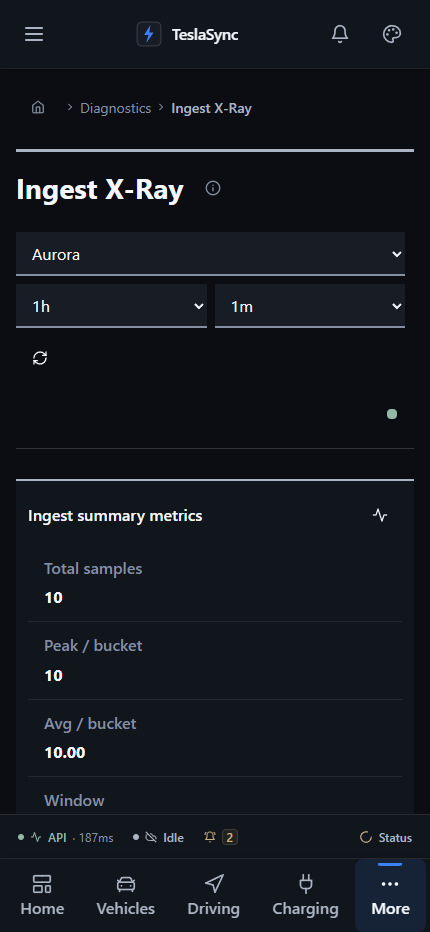 TeslaSync
Diagnostics Ingest X-Ray
Ingest X-Ray
Aurora
1h 1m
Ingest summary metrics
Total samples
10
Peak / bucket
10
Avg / bucket
10.00
Window
API · 187ms Idle 2 Status
Home Vehicles Driving Charging More